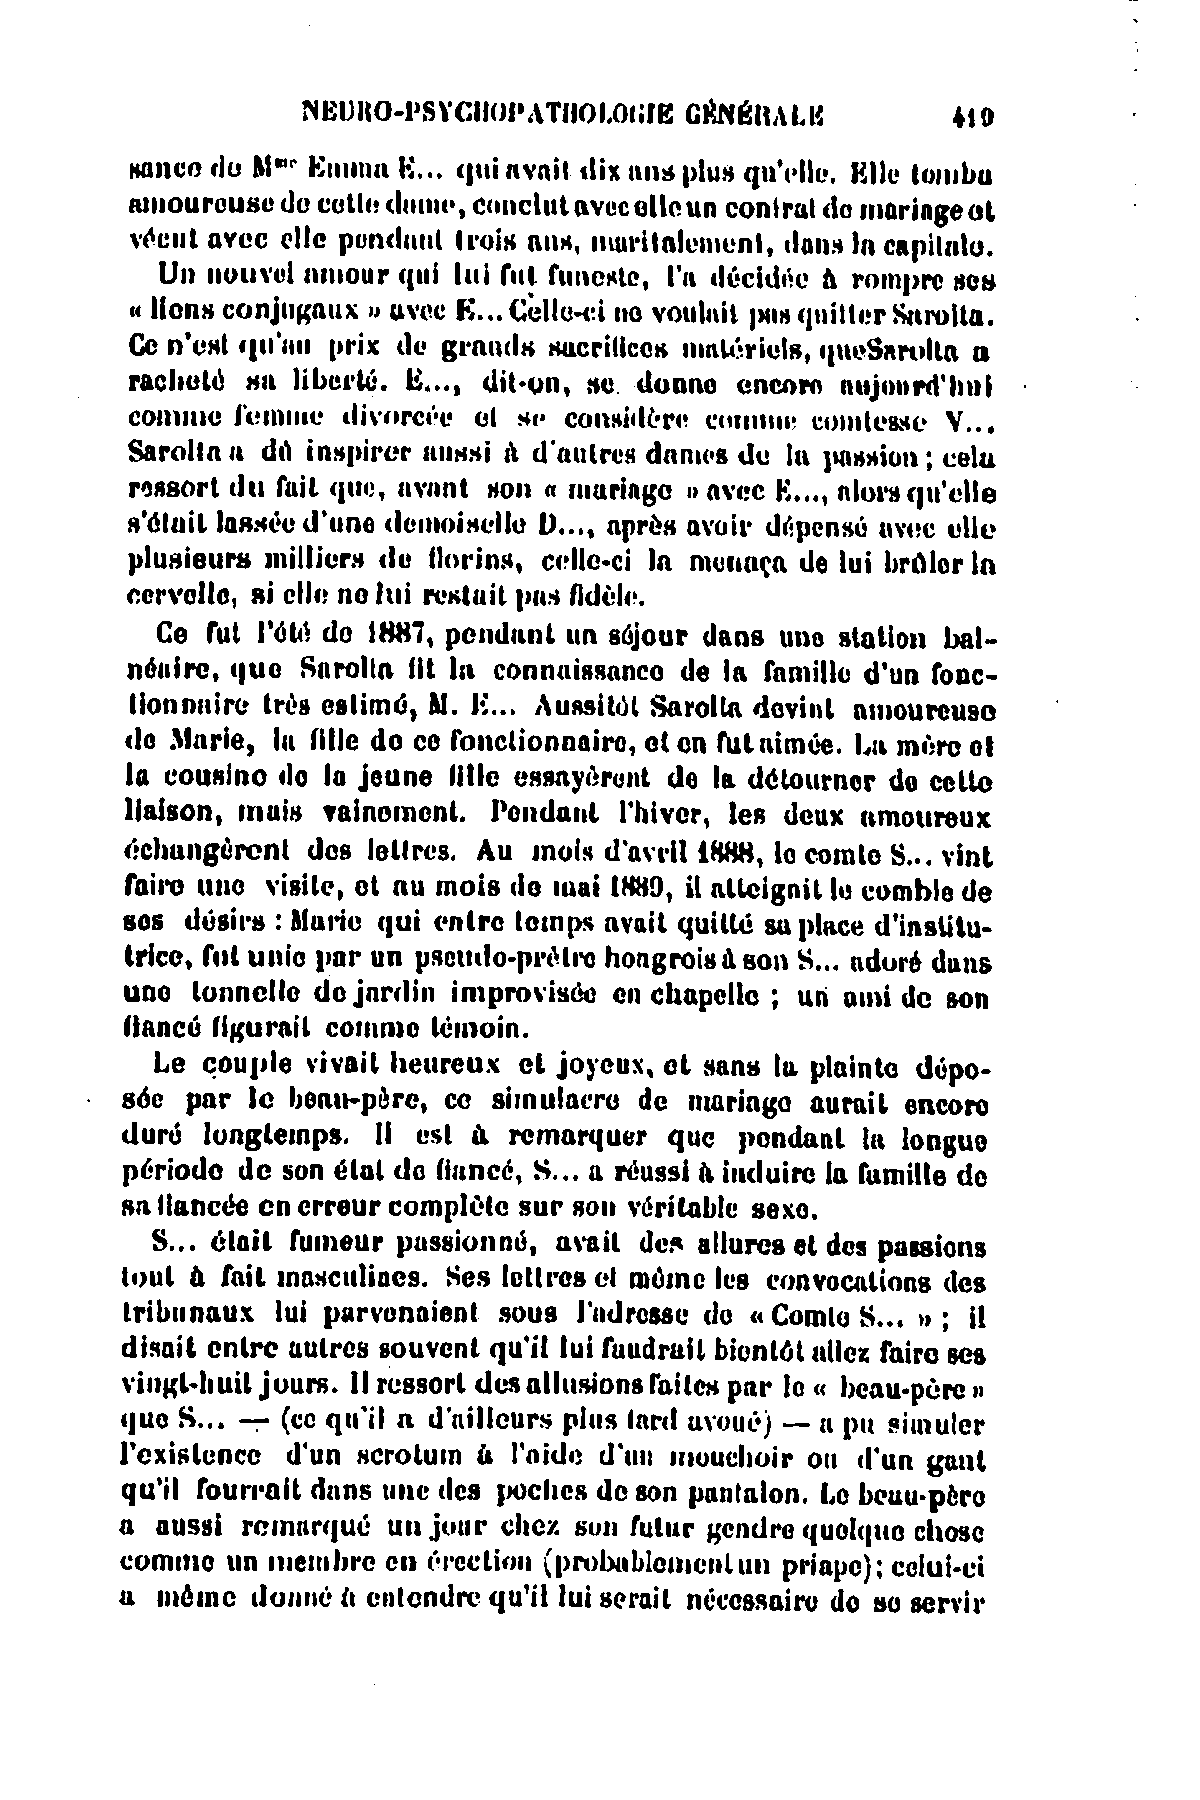 NEURO-PSYCHOPATHOLOGIE GÉNÉRALE 419
sance de Mme Emma E... qui avait dix ans plus qu'elle. Elle tomba
amoureuse de cette dame, conclut avec elle un contrat de mariage et
vécut avec elle pendant trois ans, maritalement, dans la capitale.
Un nouvel amour qui lui fut funeste, l'a décidée à rompre ses
« liens conjugaux » avec E... Celle-ci ne voulait pas quitter Sarolta.
Ce n'est qu'au prix de grands sacrifices matériels, que Sarolta a
racheté sa liberté. E..., dit-on, se donne encore aujourd'hui
comme femme divorcée et se considère comme comtesse V...
Sarolta a dû inspirer aussi à d'autres dames de la passion ; cela
ressort du fait que, avant son « mariage » avec E..., alors qu'elle
s'était lassée d'une demoiselle D..., après avoir dépensé avec elle
plusieurs milliers de florins, celle-ci la menaça de lui brûler la
cervelle, si elle ne lui restait pas fidèle.
Ce fut l'été de 1887, pendant un séjour dans une station bal-
néaire, que Sarolta fit la connaissance de la famille d'un fonc-
tionnaire très estimé, M. E... Aussitôt Sarolta devint amoureuse
de Marie, la fille de ce fonctionnaire, et en fut aimée. La mère et
la cousine de la jeune fille essayèrent de la détourner de cette
liaison, mais vainement. Pendant l'hiver, les deux amoureux
échangèrent des lettres. Au mois d'avril 1888, le comte S... vint
faire une visite, et au mois de mai 1889, il atteignit le comble de
ses désirs : Marie qui entre temps avait quitté sa place d'institu-
trice, fut unie par un pseudo-prêtre hongrois à son S... adoré dans
une tonnelle de jardin improvisée en chapelle ; un ami de son
fiancé figurait comme témoin.
Le couple vivait heureux et joyeux, et sans la plainte dépo-
sée par le beau-père, ce simulacre de mariage aurait encore
duré longtemps. Il est à remarquer que pendant la longue
période de son état de fiancé, S... a réussi à induire la famille de
sa fiancée en erreur complète sur son véritable sexe.
S... était fumeur passionné, avait des allures et des passions
tout à fait masculines. Ses lettres et même les convocations des
tribunaux lui parvenaient sous l'adresse de « Comte S... » ; il
disait entre autres souvent qu'il lui faudrait bientôt allez faire ses
vingt-huit jours. Il ressort des allusions faites par le « beau-père »
que S... — (ce qu'il a d'ailleurs plus tard avoué) — a pu simuler
l'existence d'un scrotum à l'aide d'un mouchoir ou d'un gant
qu'il fourrait dans une des poches de son pantalon. Le beau-père
a aussi remarqué un jour chez son futur gendre quelque chose
comme un membre en érection (probablement un priape) ; celui-ci
a même donné à entendre qu'il lui serait nécessaire de se servir